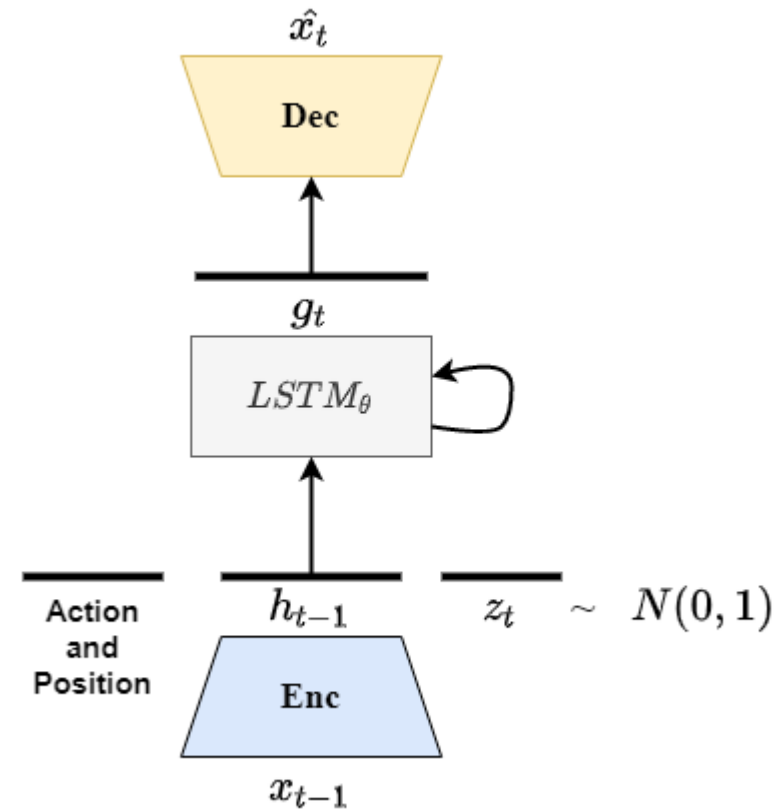 x̂_t
Dec
g_t
LSTM_θ
Action
and
Position
h_{t−1}
z_t ~ N(0, 1)
Enc
x_{t−1}